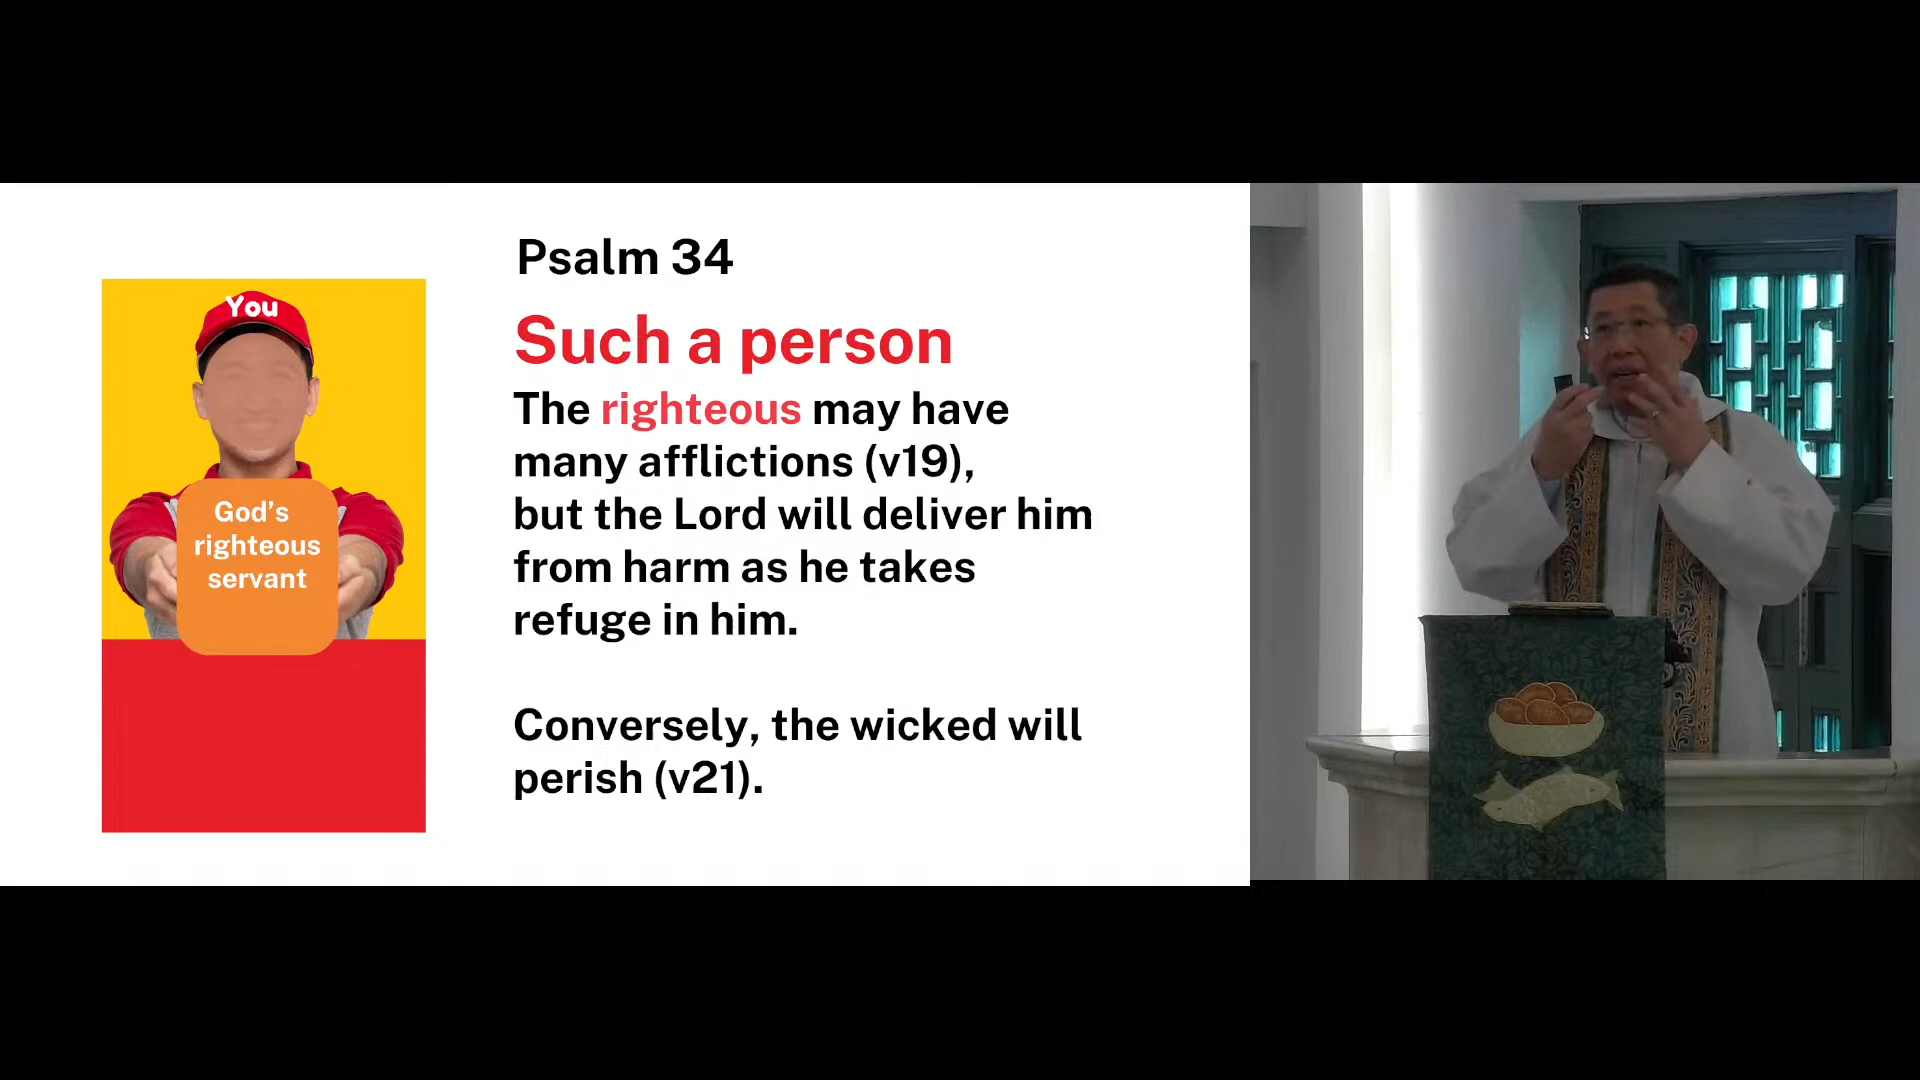 You
God's
righteous
servant
Psalm 34
Such a person
The righteous may have
many afflictions (v19),
but the Lord will deliver him
from harm as he takes
refuge in him.
Conversely, the wicked will
perish (v21).